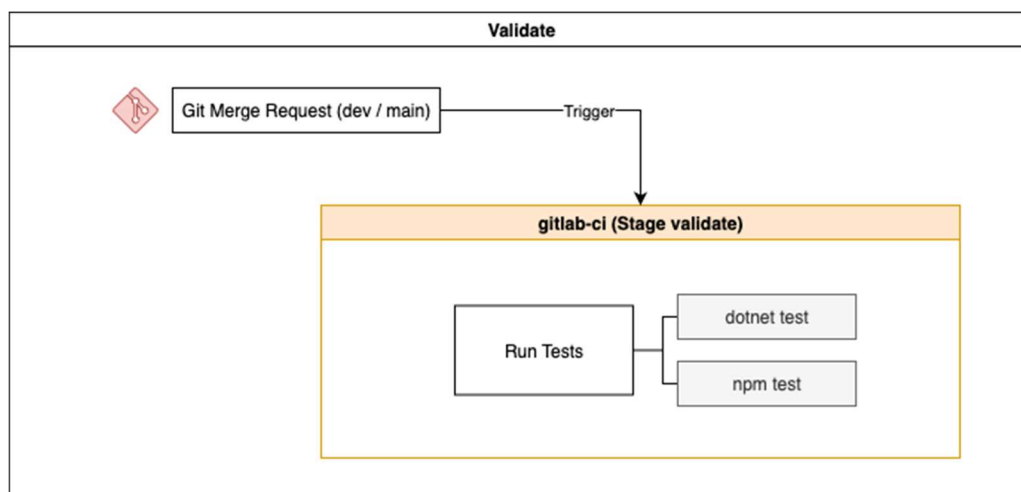 Validate
Git Merge Request (dev / main)
Trigger
gitlab-ci (Stage validate)
Run Tests
dotnet test
npm test